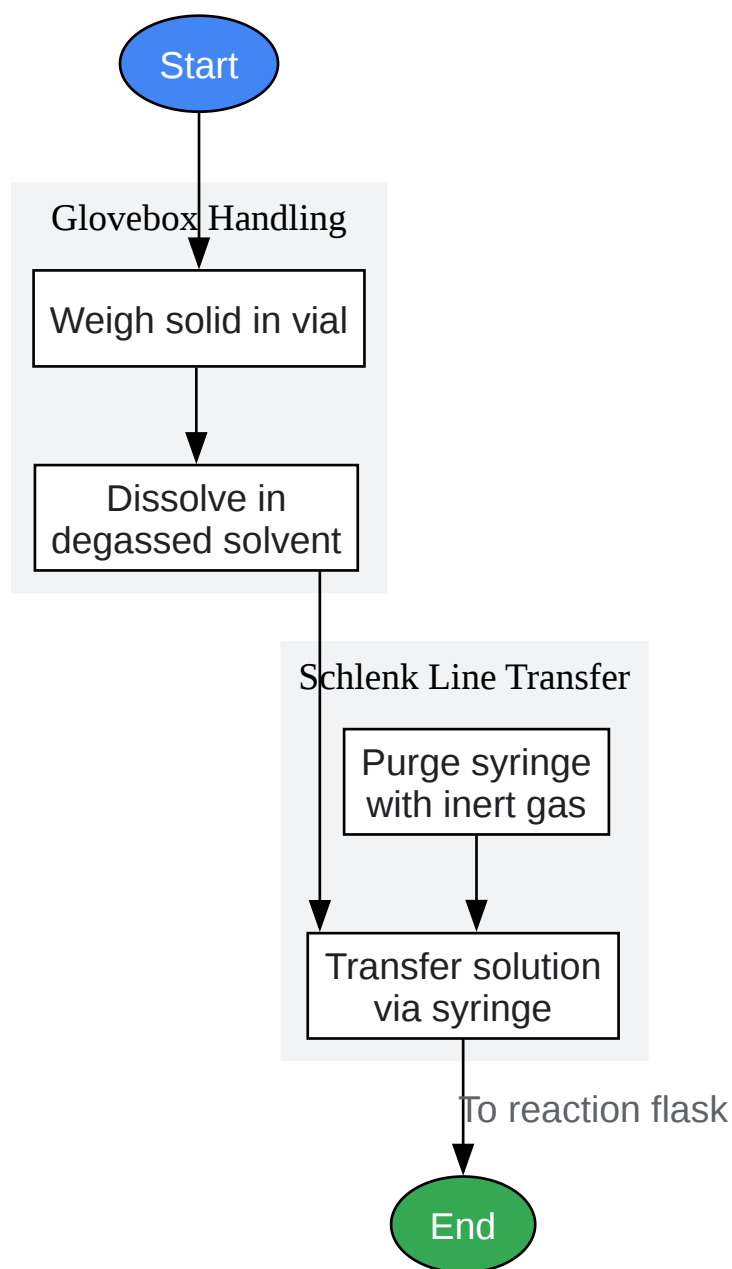 Start
Glovebox Handling
Weigh solid in vial
Dissolve in
degassed solvent
Schlenk Line Transfer
Purge syringe
with inert gas
Transfer solution
via syringe
To reaction flask
End